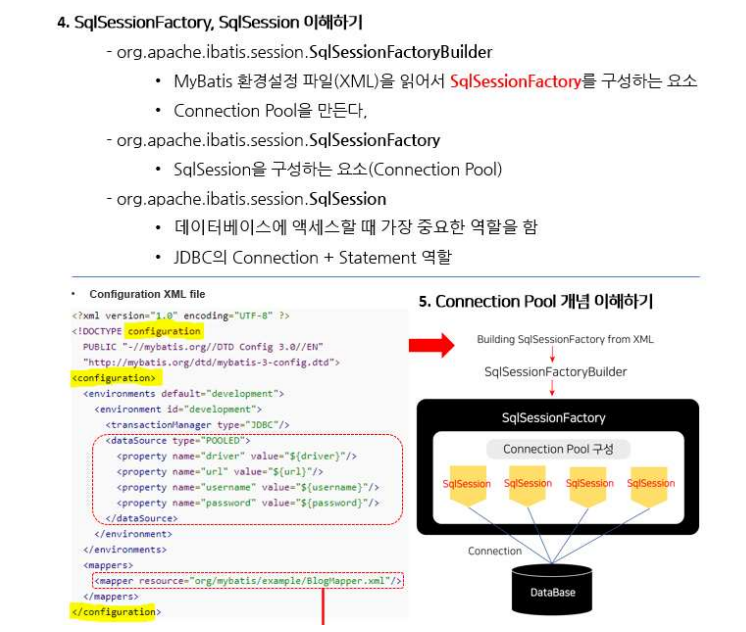 4. SqlSessionFactory, SqlSession 이해하기
- org.apache.ibatis.session.SqlSessionFactoryBuilder
• MyBatis 환경설정 파일(XML)을 읽어서 SqlSessionFactory를 구성하는 요소
• Connection Pool을 만든다,
- org.apache.ibatis.session.SqlSessionFactory
• SqlSession을 구성하는 요소(Connection Pool)
- org.apache.ibatis.session.SqlSession
• 데이터베이스에 액세스할 때 가장 중요한 역할을 함
• JDBC의 Connection + Statement 역할
• Configuration XML file
<?xml version="1.0" encoding="UTF-8" ?>
<!DOCTYPE configuration
PUBLIC "-//mybatis.org//DTD Config 3.0//EN"
"http://mybatis.org/dtd/mybatis-3-config.dtd">
<configuration>
<environments default="development">
<environment id="development">
<transactionManager type="JDBC"/>
<dataSource type="POOLED">
<property name="driver" value="${driver}"/>
<property name="url" value="${url}"/>
<property name="username" value="${username}"/>
<property name="password" value="${password}"/>
</dataSource>
</environment>
</environments>
<mappers>
<mapper resource="org/mybatis/example/BlogMapper.xml"/>
</mappers>
</configuration>
5. Connection Pool 개념 이해하기
Building SqlSessionFactory from XML
SqlSessionFactoryBuilder
SqlSessionFactory
Connection Pool 구성
SqlSession SqlSession SqlSession SqlSession
Connection
DataBase